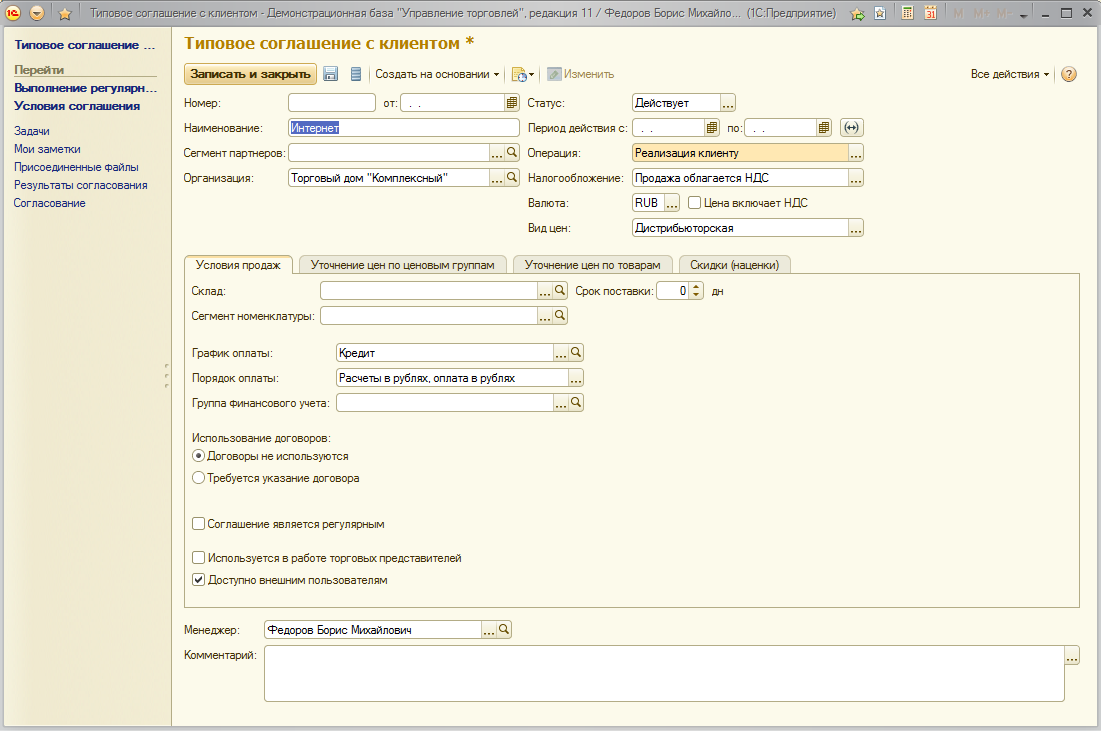 Типовое соглашение с клиентом - Демонстрационная база "Управление торговлей", редакция 11 / Федоров Борис Михайло... (1С:Предприятие)
31 M M+ M-
Типовое соглашение ...
Перейти
Выполнение регулярн...
Условия соглашения
Задачи
Мои заметки
Присоединенные файлы
Результаты согласования
Согласование
Типовое соглашение с клиентом *
Записать и закрыть Создать на основании Изменить Все действия ?
Номер: от: . . Статус: Действует ...
Наименование: Интернет Период действия с: . . по: . .
Сегмент партнеров: ... Операция: Реализация клиенту ...
Организация: Торговый дом "Комплексный" ... Налогообложение: Продажа облагается НДС ...
Валюта: RUB ... Цена включает НДС
Вид цен: Дистрибьюторская ...
Условия продаж Уточнение цен по ценовым группам Уточнение цен по товарам Скидки (наценки)
Склад: ... Срок поставки: 0 дн
Сегмент номенклатуры: ...
График оплаты: Кредит ...
Порядок оплаты: Расчеты в рублях, оплата в рублях ...
Группа финансового учета: ...
Использование договоров:
Договоры не используются
Требуется указание договора
Соглашение является регулярным
Используется в работе торговых представителей
Доступно внешним пользователям
Менеджер: Федоров Борис Михайлович ...
Комментарий: ...